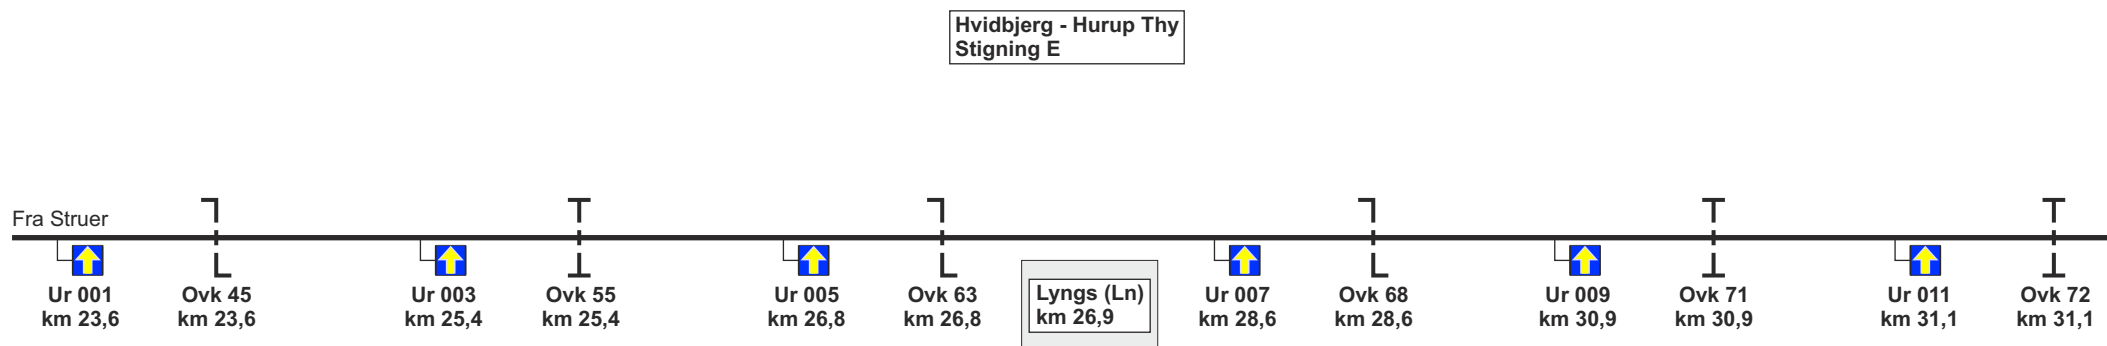 Hvidbjerg - Hurup Thy
Stigning E
Fra Struer
Ur 001
km 23,6
Ovk 45
km 23,6
Ur 003
km 25,4
Ovk 55
km 25,4
Ur 005
km 26,8
Ovk 63
km 26,8
Lyngs (Ln)
km 26,9
Ur 007
km 28,6
Ovk 68
km 28,6
Ur 009
km 30,9
Ovk 71
km 30,9
Ur 011
km 31,1
Ovk 72
km 31,1